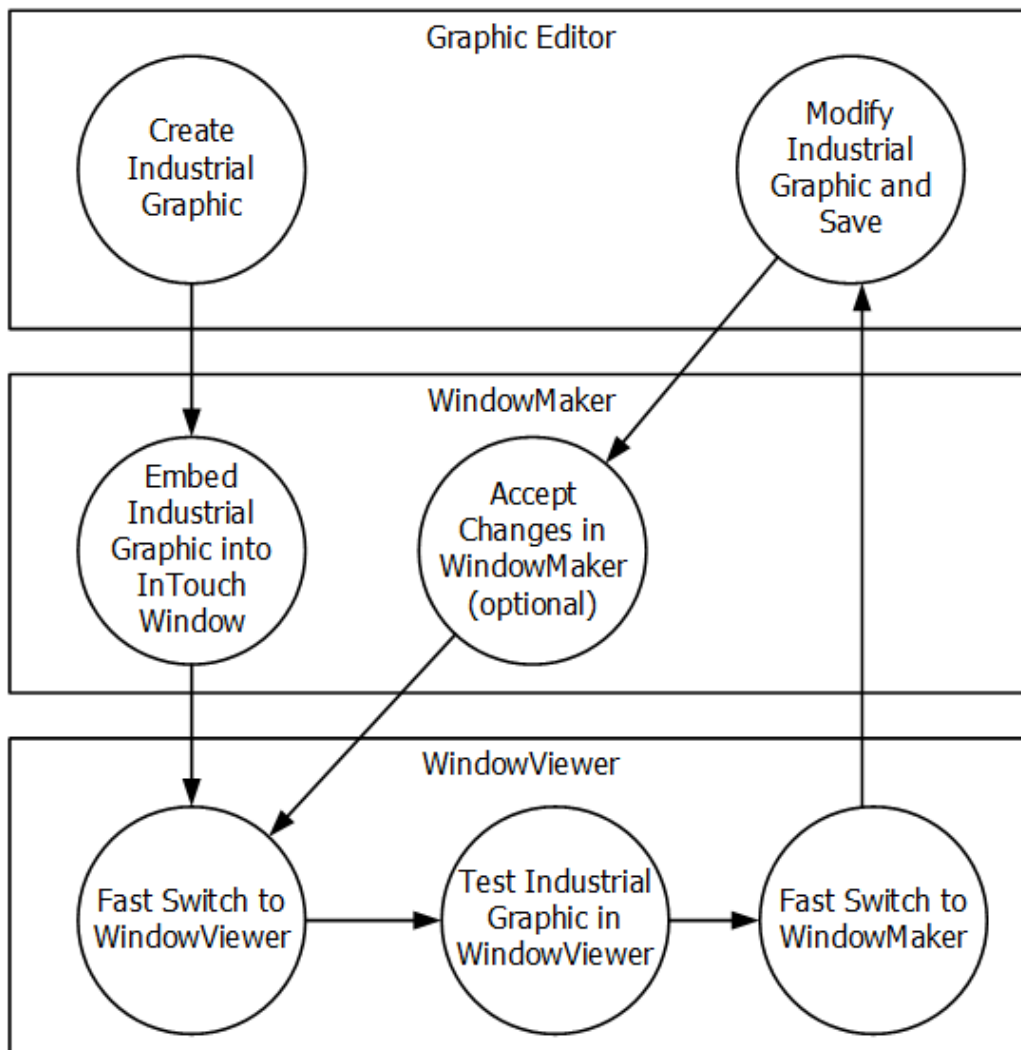 Graphic Editor
Create
Industrial
Graphic
Modify
Industrial
Graphic and
Save
WindowMaker
Embed
Industrial
Graphic into
InTouch
Window
Accept
Changes in
WindowMaker
(optional)
WindowViewer
Fast Switch to
WindowViewer
Test Industrial
Graphic in
WindowViewer
Fast Switch to
WindowMaker